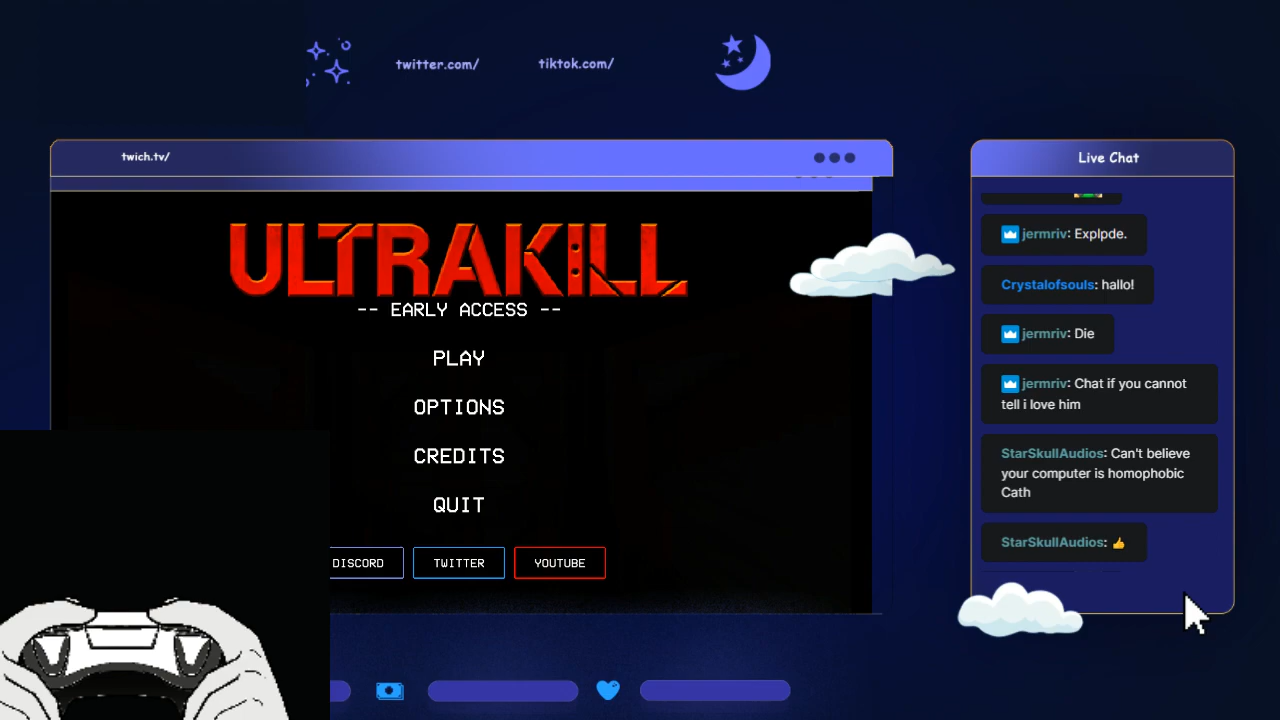 twitter.com/
tiktok.com/
twich.tv/
ULTRAKILL
-- EARLY ACCESS --
PLAY
OPTIONS
CREDITS
QUIT
DISCORD
TWITTER
YOUTUBE
Live Chat
jermriv: Explpde.
Crystalofsouls: hallo!
jermriv: Die
jermriv: Chat if you cannot
tell i love him
StarSkullAudios: Can't believe
your computer is homophobic
Cath
StarSkullAudios: 👍